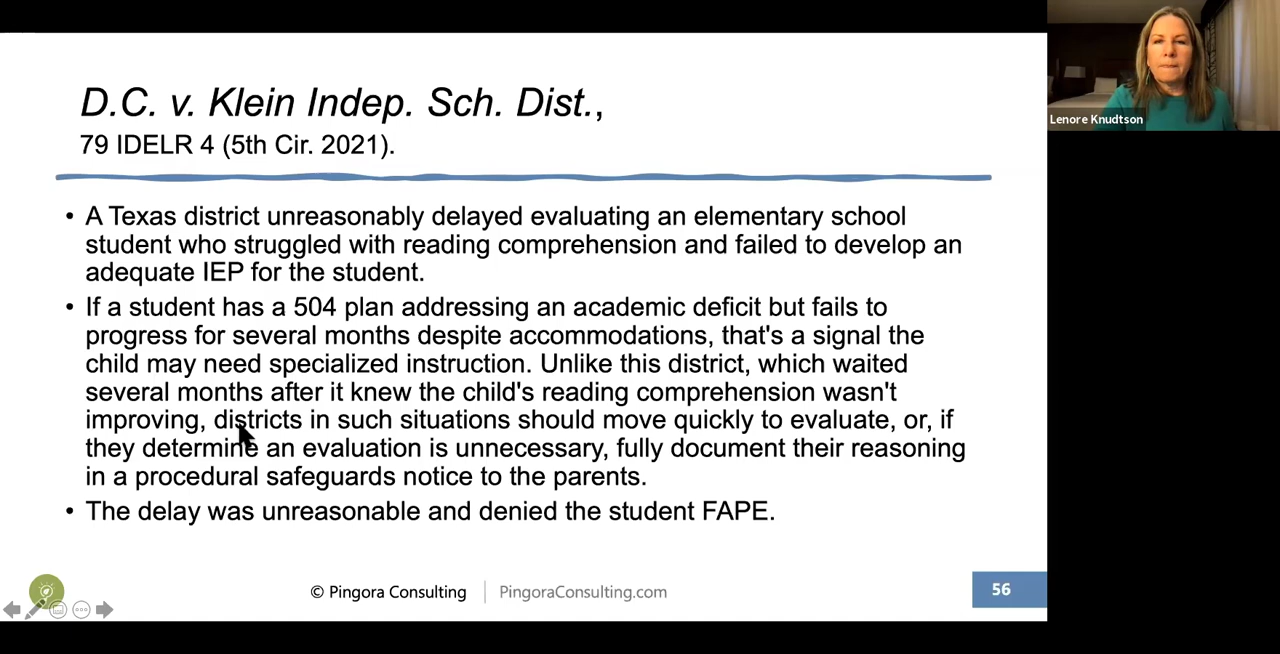 D.C. v. Klein Indep. Sch. Dist.,
79 IDELR 4 (5th Cir. 2021).
• A Texas district unreasonably delayed evaluating an elementary school
student who struggled with reading comprehension and failed to develop an
adequate IEP for the student.
• If a student has a 504 plan addressing an academic deficit but fails to
progress for several months despite accommodations, that's a signal the
child may need specialized instruction. Unlike this district, which waited
several months after it knew the child's reading comprehension wasn't
improving, districts in such situations should move quickly to evaluate, or, if
they determine an evaluation is unnecessary, fully document their reasoning
in a procedural safeguards notice to the parents.
• The delay was unreasonable and denied the student FAPE.
© Pingora Consulting | PingoraConsulting.com
56
Lenore Knudtson